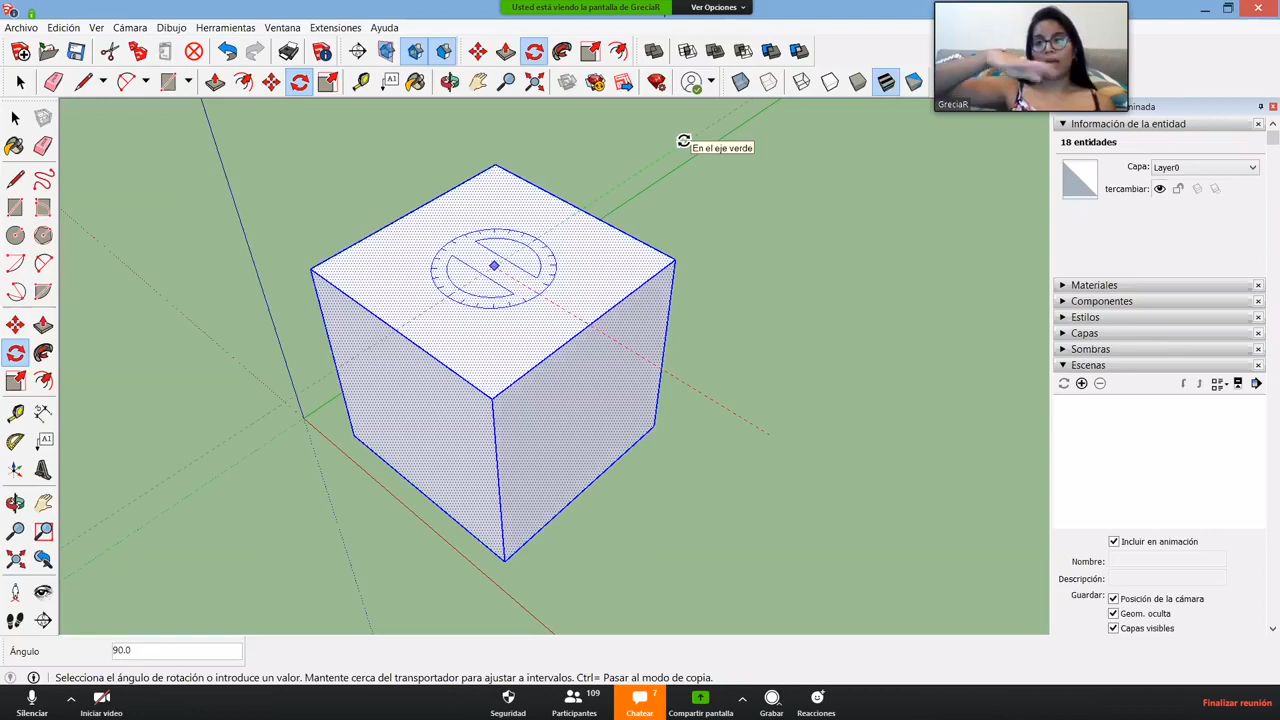 Usted está viendo la pantalla de GreciaR
Ver Opciones
Archivo Edición Ver Cámara Dibujo Herramientas Ventana Extensiones Ayuda
GreciaR
minada
Información de la entidad
18 entidades
Capa: Layer0
tercambiar:
En el eje verde
Materiales
Componentes
Estilos
Capas
Sombras
Escenas
Incluir en animación
Nombre:
Descripción:
Guardar:
Posición de la cámara
Geom. oculta
Capas visibles
Ángulo 90.0
Selecciona el ángulo de rotación o introduce un valor. Mantente cerca del transportador para ajustar a intervalos. Ctrl= Pasar al modo de copia.
Silenciar
Iniciar video
Seguridad
109
Participantes
7
Chatear
Compartir pantalla
Grabar
Reacciones
Finalizar reunión